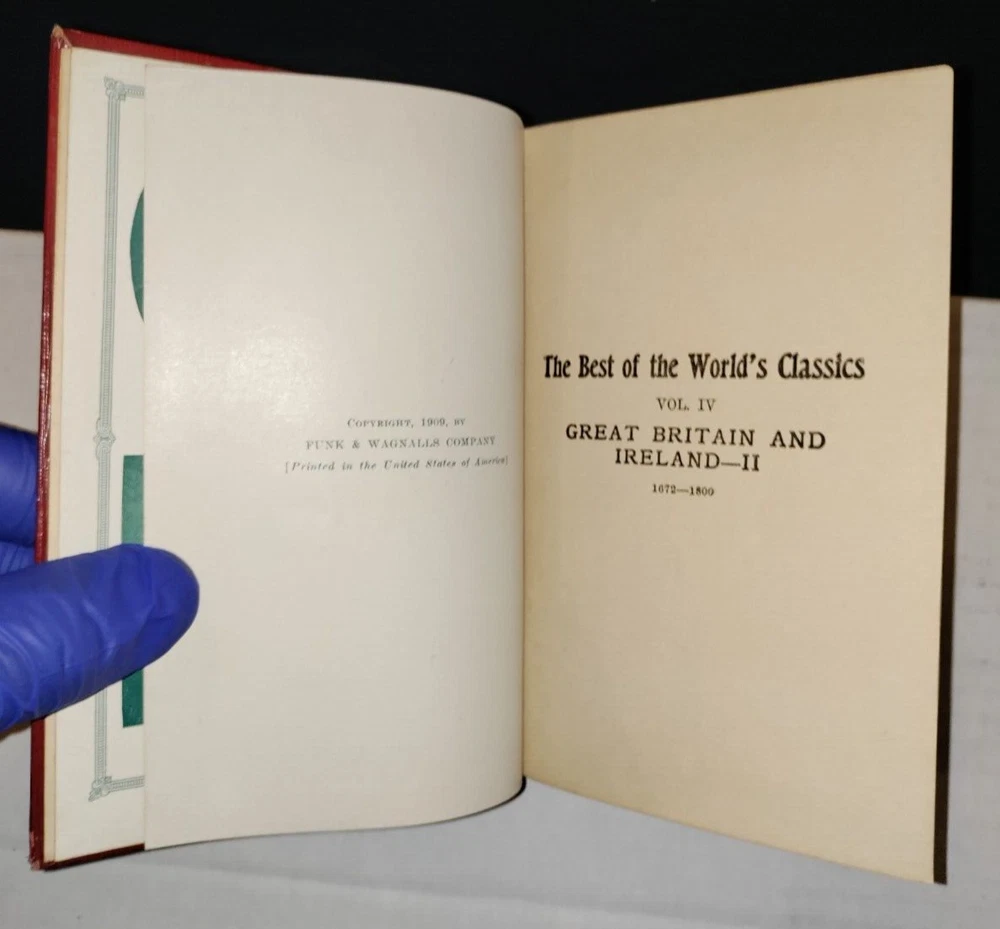 COPYRIGHT, 1909, BY
FUNK & WAGNALLS COMPANY
[Printed in the United States of America]
The Best of the World's Classics
VOL. IV
GREAT BRITAIN AND
IRELAND—II
1672—1800